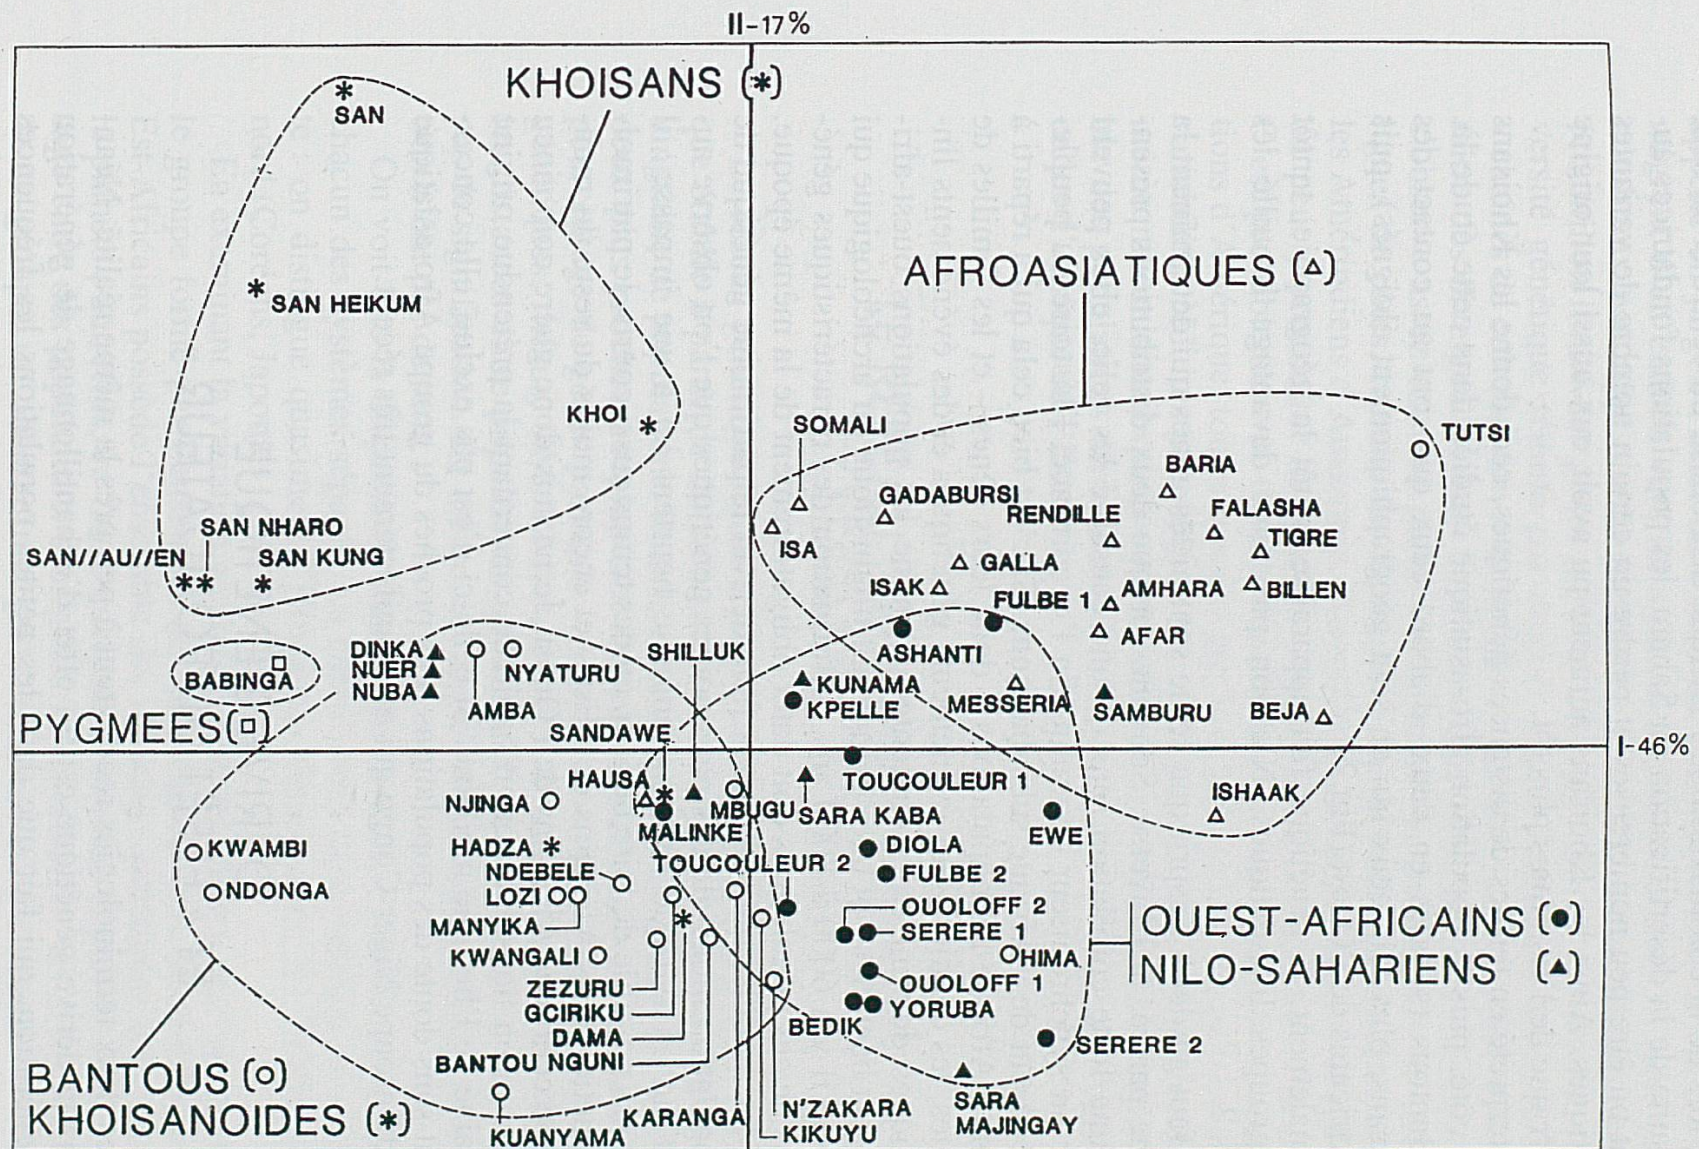 II-17%
KHOISANS (*)
SAN
AFROASIATIQUES (△)
SAN HEIKUM
KHOI
SOMALI
TUTSI
BARIA
GADABURSI
RENDILLE
FALASHA
TIGRE
SAN NHARO
SAN//AU//EN
SAN KUNG
ISA
GALLA
ISAK
FULBE 1
AMHARA
BILLEN
AFAR
DINKA
NUER
NUBA
NYATURU
SHILLUK
ASHANTI
BABINGA
KUNAMA
KPELLE
MESSERIA
SAMBURU
BEJA
AMBA
PYGMEES(□)
SANDAWE
I-46%
HAUSA
TOUCOULEUR 1
ISHAAK
NJINGA
MBUGU
SARA KABA
MALINKE
EWE
KWAMBI
HADZA
DIOLA
TOUCOULEUR 2
NDEBELE
FULBE 2
NDONGA
LOZI
OUOLOFF 2
MANYIKA
SERERE 1
OUEST-AFRICAINS (●)
KWANGALI
HIMA
NILO-SAHARIENS (▲)
ZEZURU
OUOLOFF 1
GCIRIKU
YORUBA
BEDIK
DAMA
SERERE 2
BANTOU NGUNI
BANTOUS (○)
KHOISANOIDES (*)
KARANGA
N'ZAKARA
SARA
MAJINGAY
KUANYAMA
KIKUYU